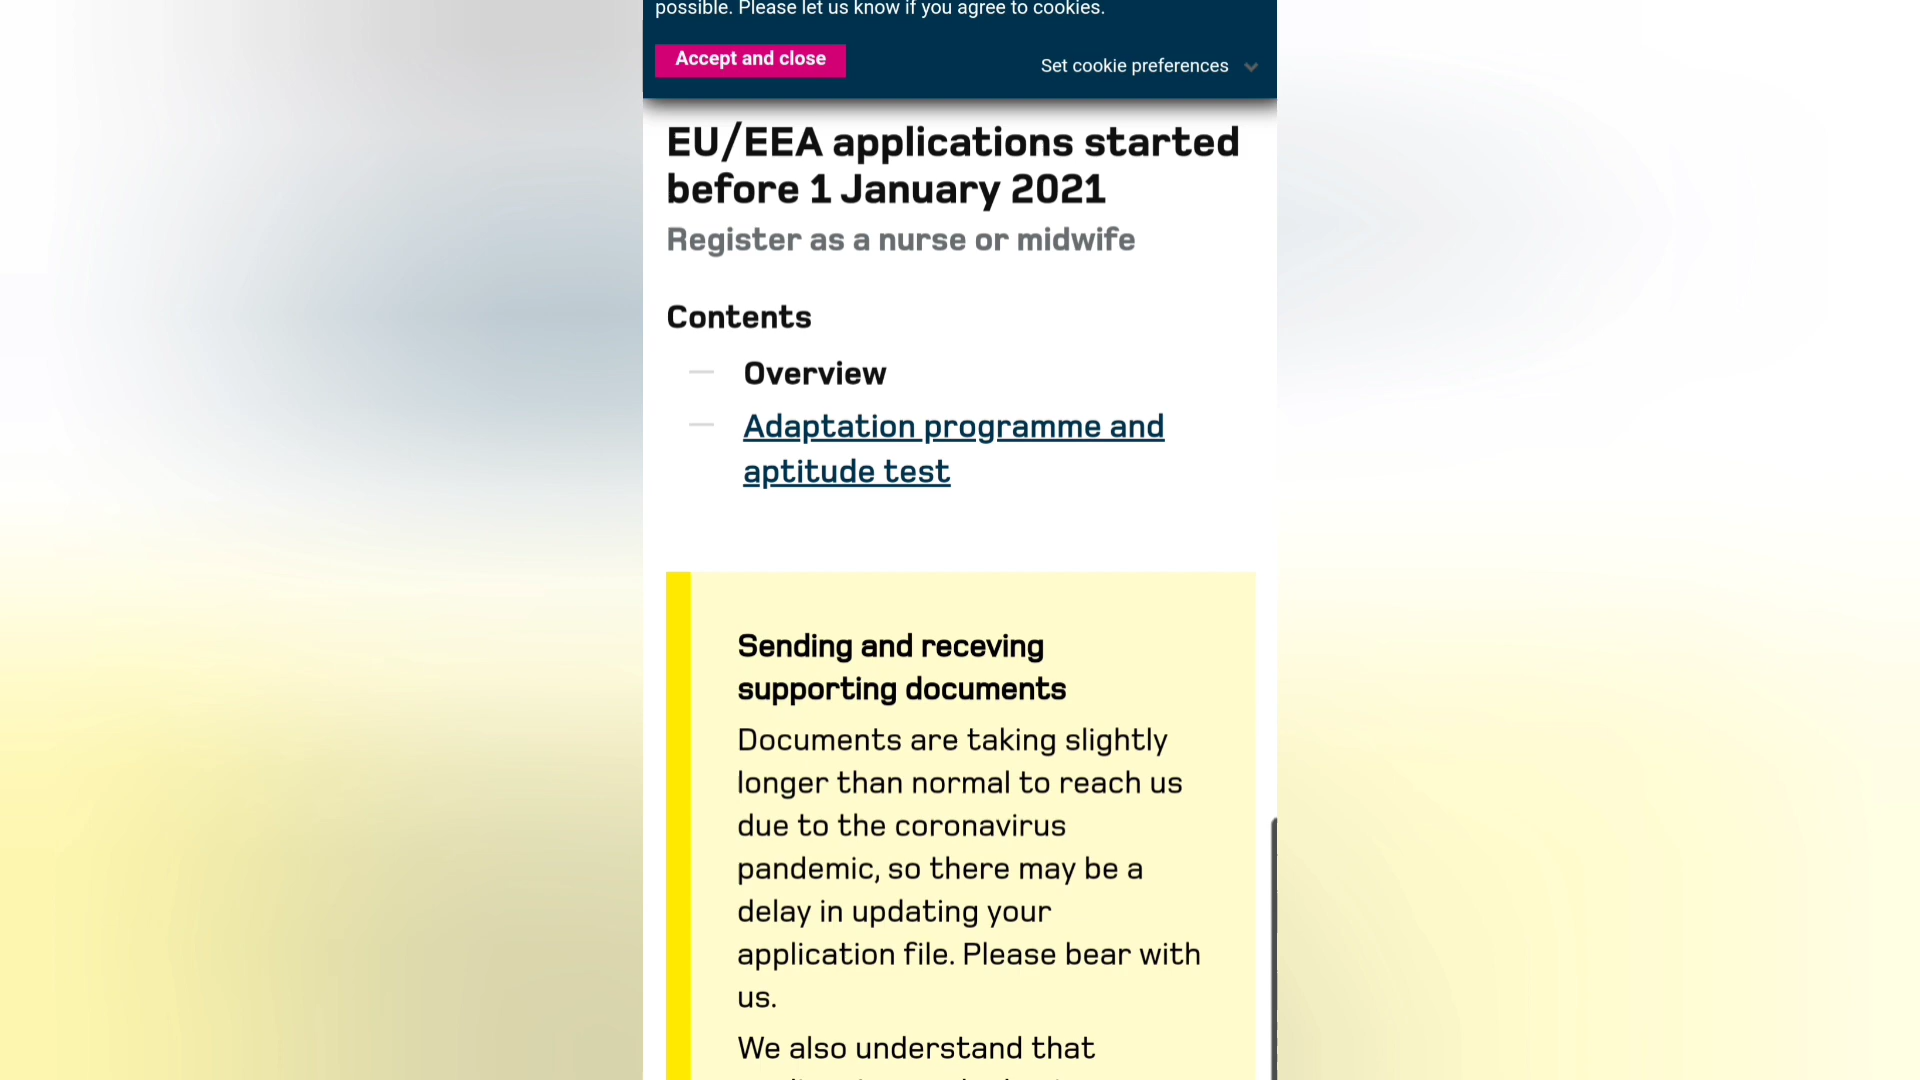 possible. Please let us know if you agree to cookies.
Accept and close
Set cookie preferences
EU/EEA applications started
before 1 January 2021
Register as a nurse or midwife
Contents
Overview
Adaptation programme and
aptitude test
Sending and receving
supporting documents
Documents are taking slightly
longer than normal to reach us
due to the coronavirus
pandemic, so there may be a
delay in updating your
application file. Please bear with
us.
We also understand that